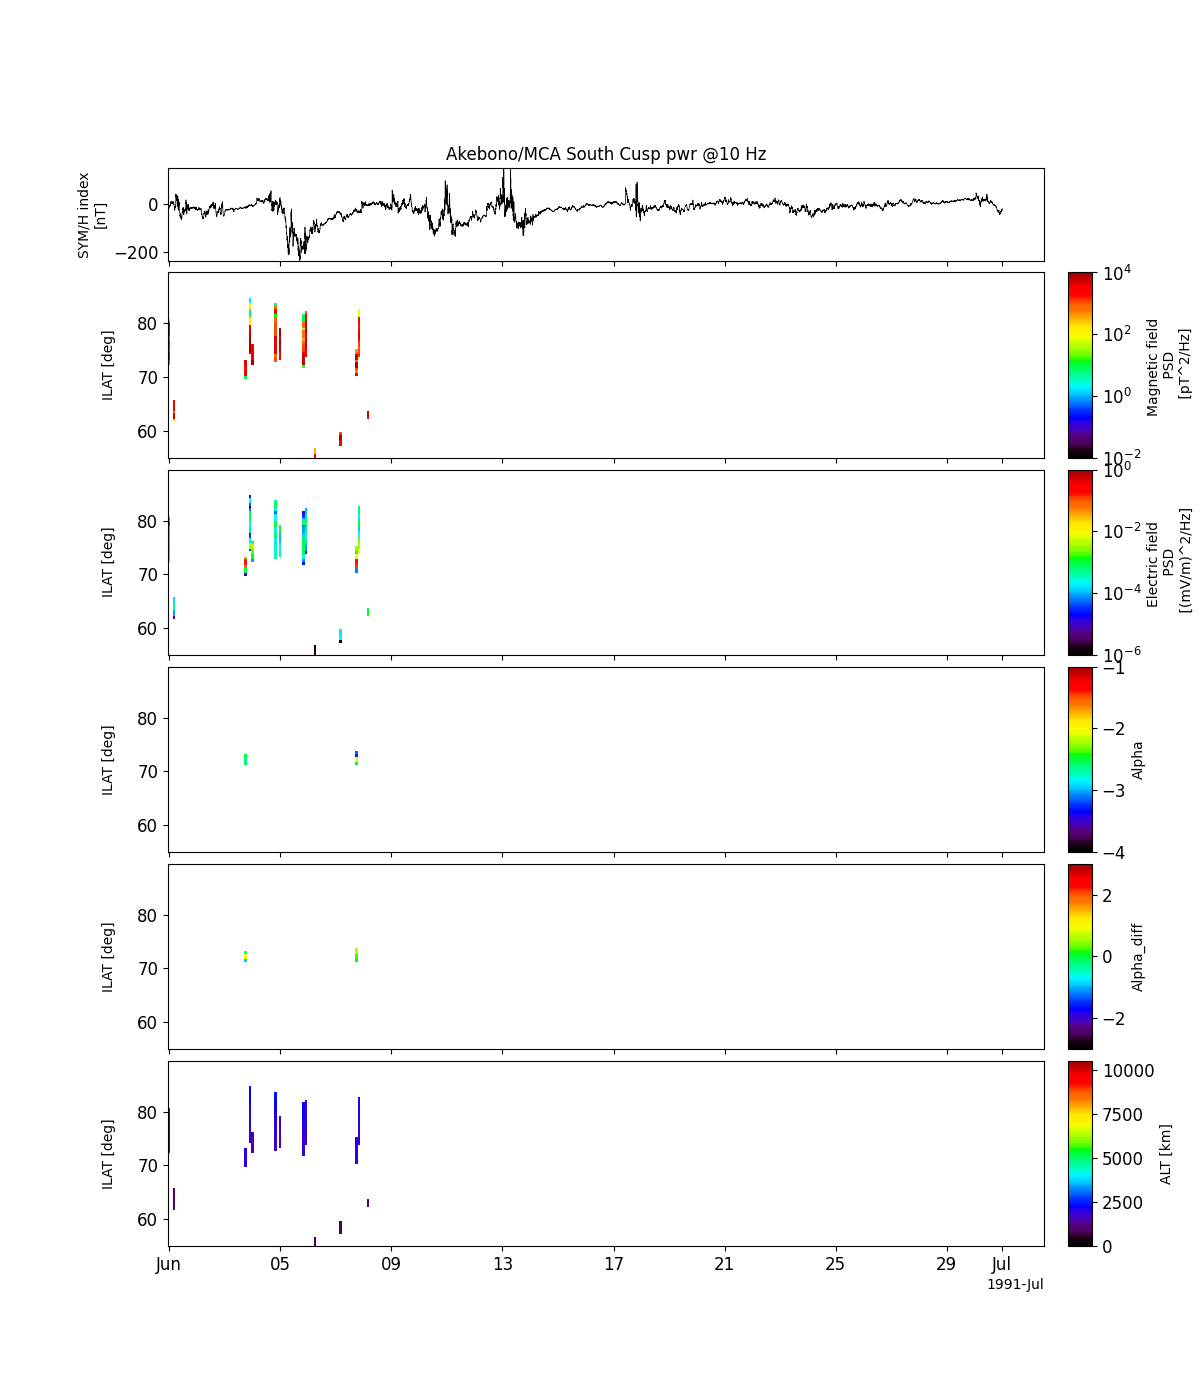 Akebono/MCA South Cusp pwr @10 Hz
SYM/H index
[nT]
0
−200
ILAT [deg]
80
70
60
10^4
10^2
10^0
10^−2
Magnetic field
PSD
[pT^2/Hz]
ILAT [deg]
80
70
60
10^0
10^−2
10^−4
10^−6
Electric field
PSD
[(mV/m)^2/Hz]
ILAT [deg]
80
70
60
−1
−2
−3
−4
Alpha
ILAT [deg]
80
70
60
2
0
−2
Alpha_diff
ILAT [deg]
80
70
60
10000
7500
5000
2500
0
ALT [km]
Jun 05 09 13 17 21 25 29 Jul
1991-Jul